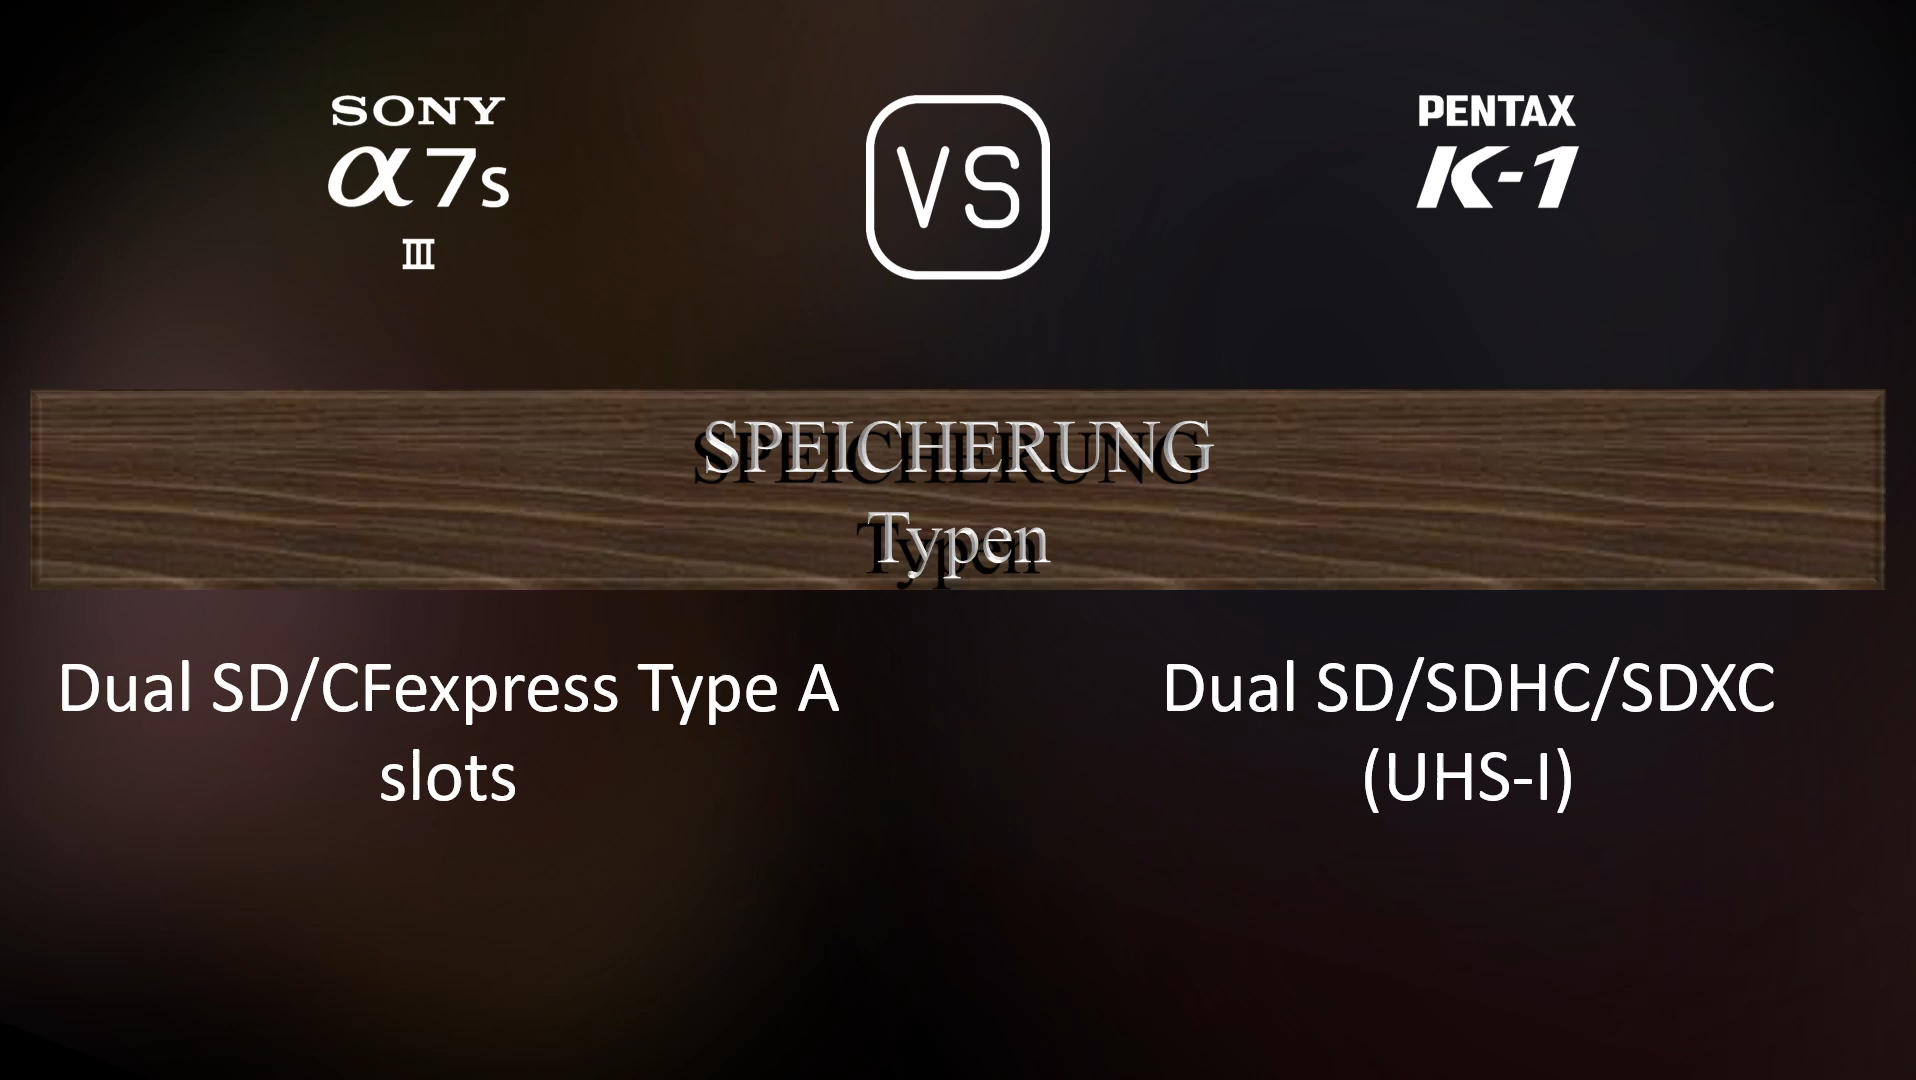 SONY
α7s
III
VS
PENTAX
K-1
SPEICHERUNG
Typen
Dual SD/CFexpress Type A
slots
Dual SD/SDHC/SDXC
(UHS-I)